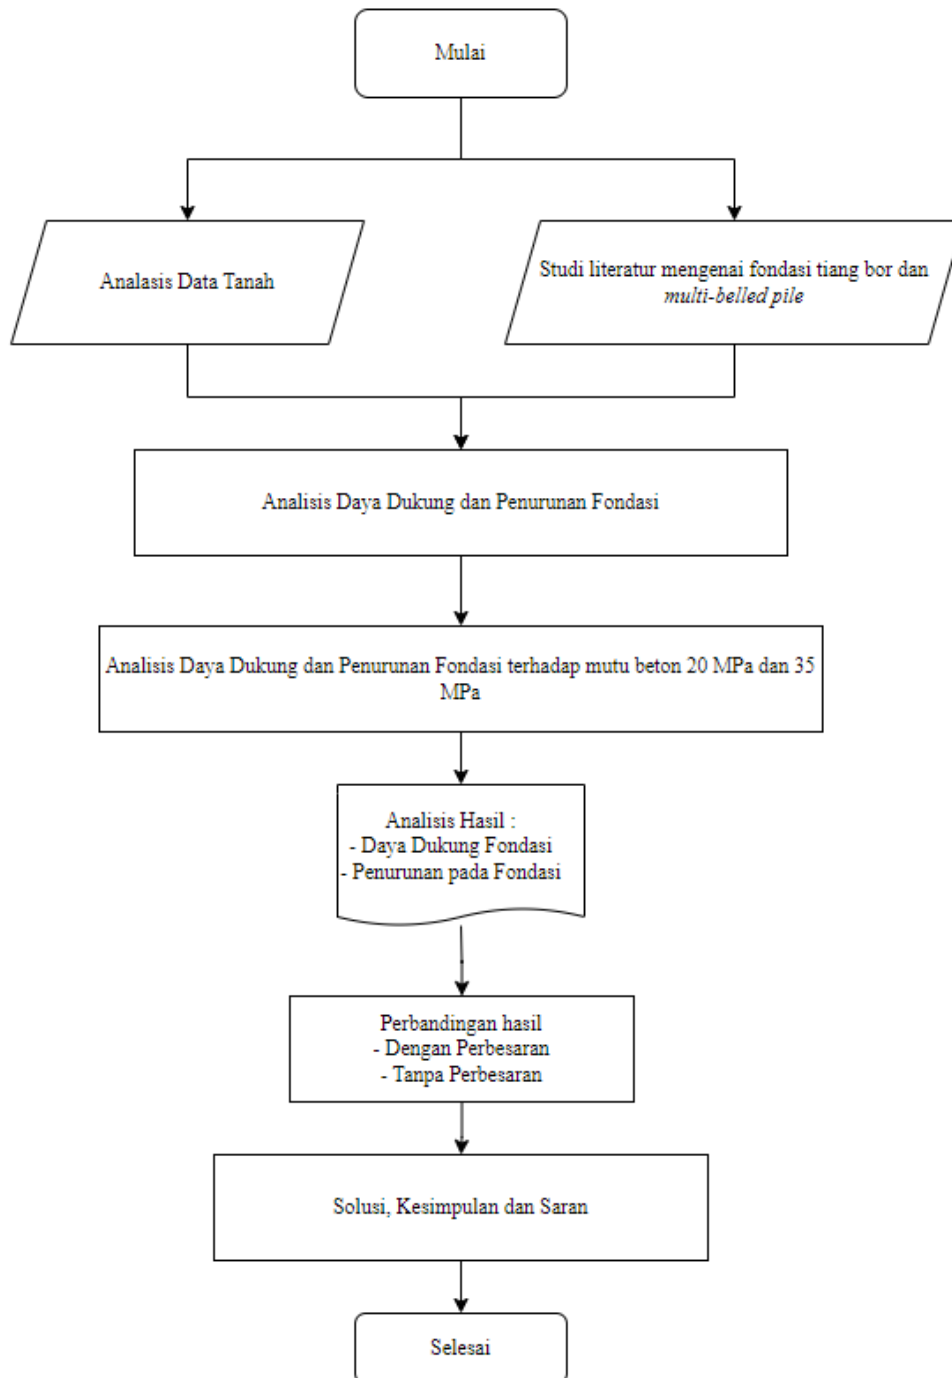 Mulai
Analasis Data Tanah
Studi literatur mengenai fondasi tiang bor dan
multi-belled pile
Analisis Daya Dukung dan Penurunan Fondasi
Analisis Daya Dukung dan Penurunan Fondasi terhadap mutu beton 20 MPa dan 35
MPa
Analisis Hasil :
- Daya Dukung Fondasi
- Penurunan pada Fondasi
Perbandingan hasil
- Dengan Perbesaran
- Tanpa Perbesaran
Solusi, Kesimpulan dan Saran
Selesai